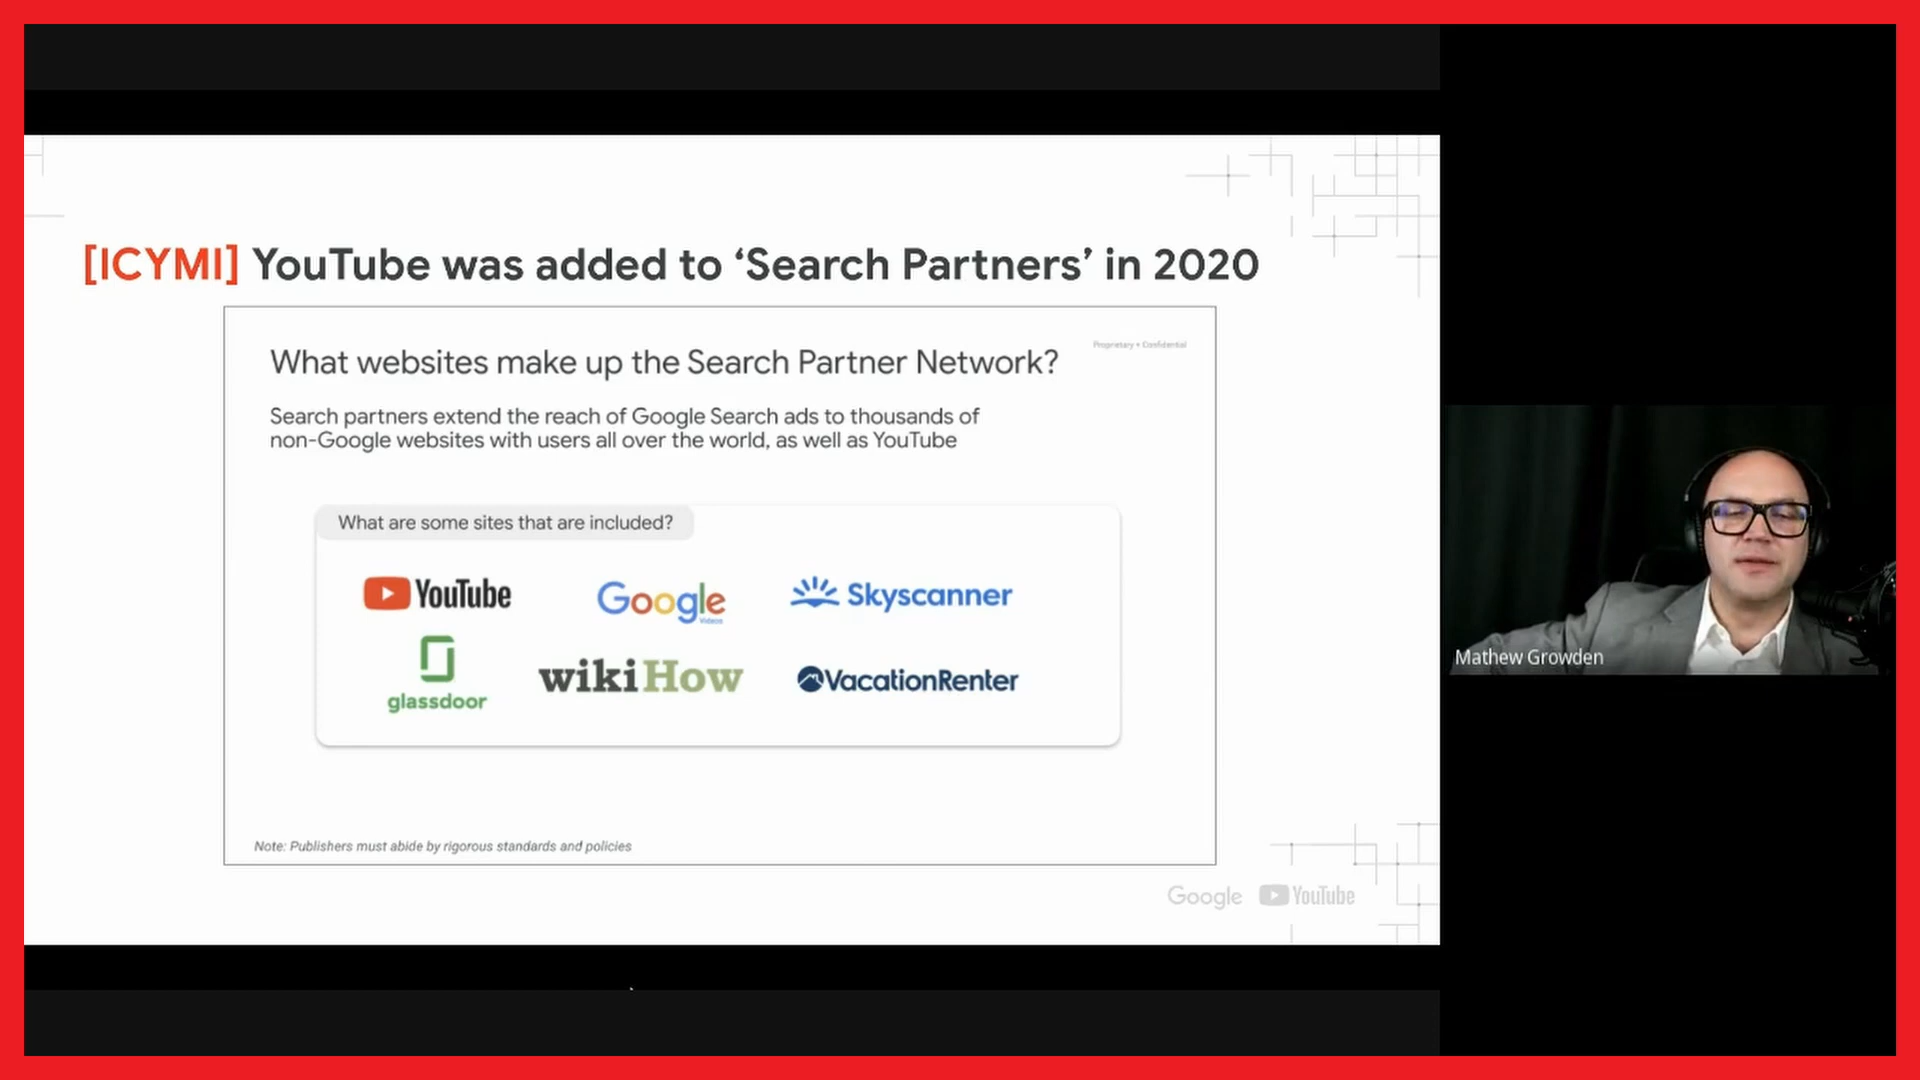 [ICYMI] YouTube was added to ‘Search Partners’ in 2020
What websites make up the Search Partner Network?
Proprietary + Confidential
Search partners extend the reach of Google Search ads to thousands of
non-Google websites with users all over the world, as well as YouTube
What are some sites that are included?
YouTube
Google
Videos
Skyscanner
glassdoor
wikiHow
VacationRenter
Note: Publishers must abide by rigorous standards and policies
Google YouTube
Mathew Growden